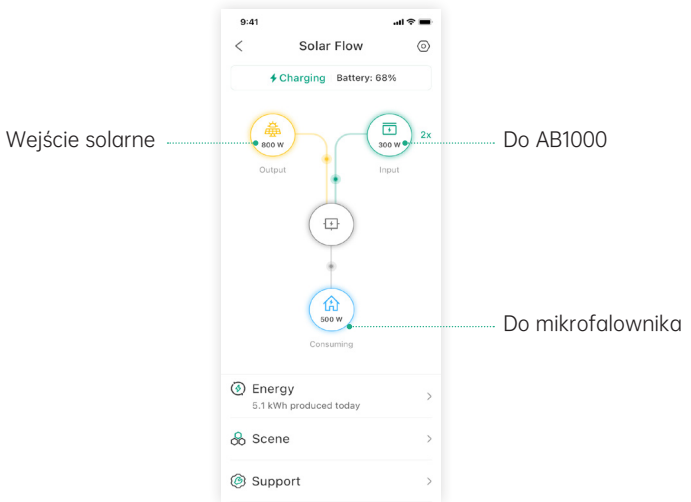 9:41
Solar Flow
Charging Battery: 68%
Wejście solarne
800 W
Output
300 W
2x
Input
Do AB1000
500 W
Consuming
Do mikrofalownika
Energy
5.1 kWh produced today
Scene
Support